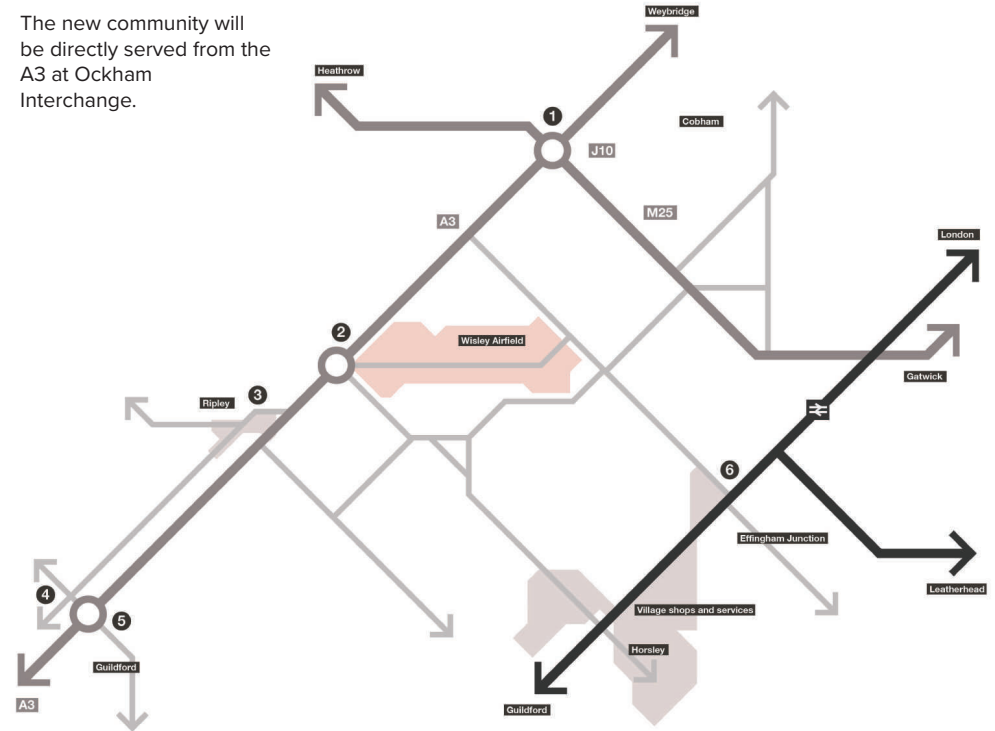 The new community will
be directly served from the
A3 at Ockham
Interchange.
Weybridge
Heathrow
1
Cobham
J10
M25
A3
London
2
Wisley Airfield
Gatwick
3
Ripley
6
Effingham Junction
4
5
Leatherhead
Village shops and services
Horsley
Guildford
A3
Guildford